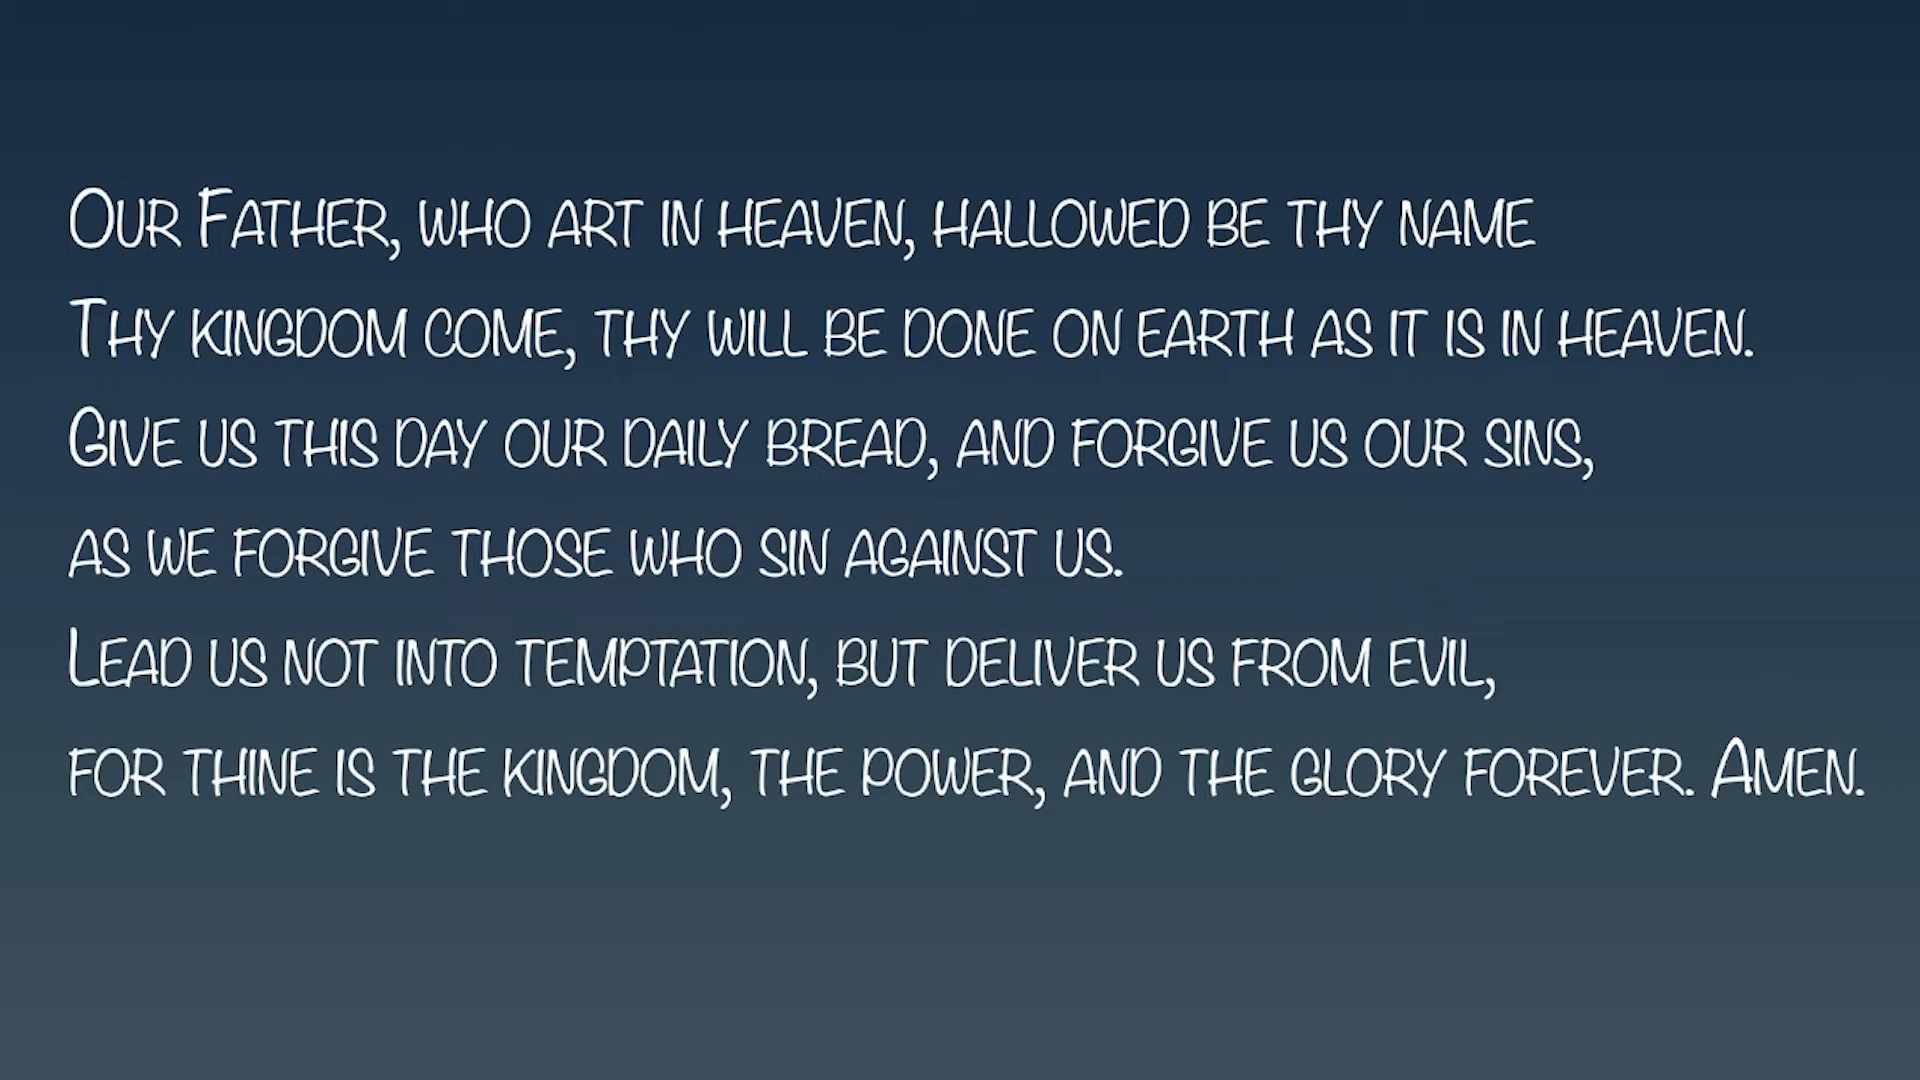 Our Father, who art in heaven, hallowed be thy name
Thy kingdom come, thy will be done on earth as it is in heaven.
Give us this day our daily bread, and forgive us our sins,
as we forgive those who sin against us.
Lead us not into temptation, but deliver us from evil,
for thine is the kingdom, the power, and the glory forever. Amen.